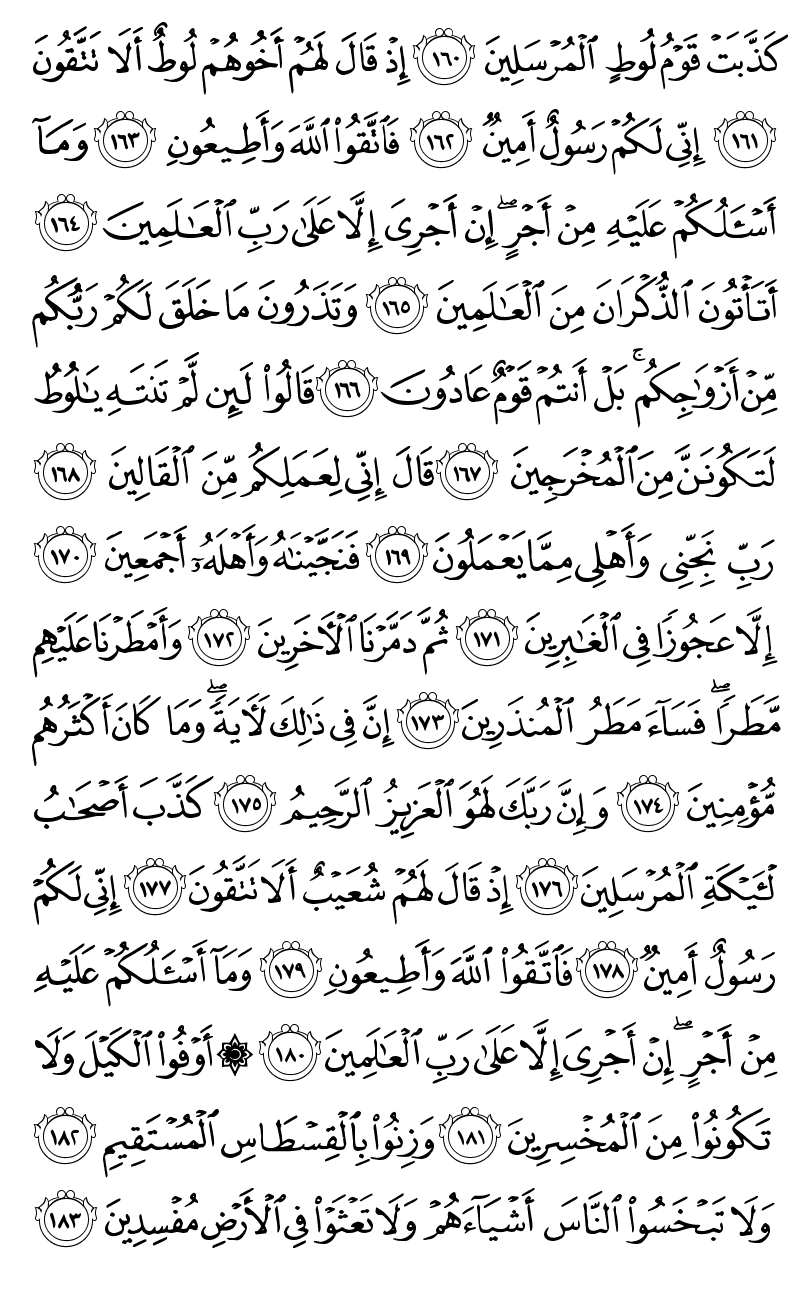 كَذَّبَتْ قَوْمُ لُوطٍ ٱلْمُرْسَلِينَ ١٦٠ إِذْ قَالَ لَهُمْ أَخُوهُمْ لُوطٌ أَلَا تَتَّقُونَ
١٦١ إِنِّى لَكُمْ رَسُولٌ أَمِينٌ ١٦٢ فَٱتَّقُوا۟ ٱللَّهَ وَأَطِيعُونِ ١٦٣ وَمَآ
أَسْـَٔلُكُمْ عَلَيْهِ مِنْ أَجْرٍ ۖ إِنْ أَجْرِىَ إِلَّا عَلَىٰ رَبِّ ٱلْعَـٰلَمِينَ ١٦٤
أَتَأْتُونَ ٱلذُّكْرَانَ مِنَ ٱلْعَـٰلَمِينَ ١٦٥ وَتَذَرُونَ مَا خَلَقَ لَكُمْ رَبُّكُم
مِّنْ أَزْوَٰجِكُم ۚ بَلْ أَنتُمْ قَوْمٌ عَادُونَ ١٦٦ قَالُوا۟ لَئِن لَّمْ تَنتَهِ يَـٰلُوطُ
لَتَكُونَنَّ مِنَ ٱلْمُخْرَجِينَ ١٦٧ قَالَ إِنِّى لِعَمَلِكُم مِّنَ ٱلْقَالِينَ ١٦٨
رَبِّ نَجِّنِى وَأَهْلِى مِمَّا يَعْمَلُونَ ١٦٩ فَنَجَّيْنَـٰهُ وَأَهْلَهُۥٓ أَجْمَعِينَ ١٧٠
إِلَّا عَجُوزًا فِى ٱلْغَـٰبِرِينَ ١٧١ ثُمَّ دَمَّرْنَا ٱلْـَٔاخَرِينَ ١٧٢ وَأَمْطَرْنَا عَلَيْهِم
مَّطَرًا ۖ فَسَآءَ مَطَرُ ٱلْمُنذَرِينَ ١٧٣ إِنَّ فِى ذَٰلِكَ لَـَٔايَةً ۖ وَمَا كَانَ أَكْثَرُهُم
مُّؤْمِنِينَ ١٧٤ وَإِنَّ رَبَّكَ لَهُوَ ٱلْعَزِيزُ ٱلرَّحِيمُ ١٧٥ كَذَّبَ أَصْحَـٰبُ
لْـَٔيْكَةِ ٱلْمُرْسَلِينَ ١٧٦ إِذْ قَالَ لَهُمْ شُعَيْبٌ أَلَا تَتَّقُونَ ١٧٧ إِنِّى لَكُمْ
رَسُولٌ أَمِينٌ ١٧٨ فَٱتَّقُوا۟ ٱللَّهَ وَأَطِيعُونِ ١٧٩ وَمَآ أَسْـَٔلُكُمْ عَلَيْهِ
مِنْ أَجْرٍ ۖ إِنْ أَجْرِىَ إِلَّا عَلَىٰ رَبِّ ٱلْعَـٰلَمِينَ ١٨٠ ۞ أَوْفُوا۟ ٱلْكَيْلَ وَلَا
تَكُونُوا۟ مِنَ ٱلْمُخْسِرِينَ ١٨١ وَزِنُوا۟ بِٱلْقِسْطَاسِ ٱلْمُسْتَقِيمِ ١٨٢
وَلَا تَبْخَسُوا۟ ٱلنَّاسَ أَشْيَآءَهُمْ وَلَا تَعْثَوْا۟ فِى ٱلْأَرْضِ مُفْسِدِينَ ١٨٣